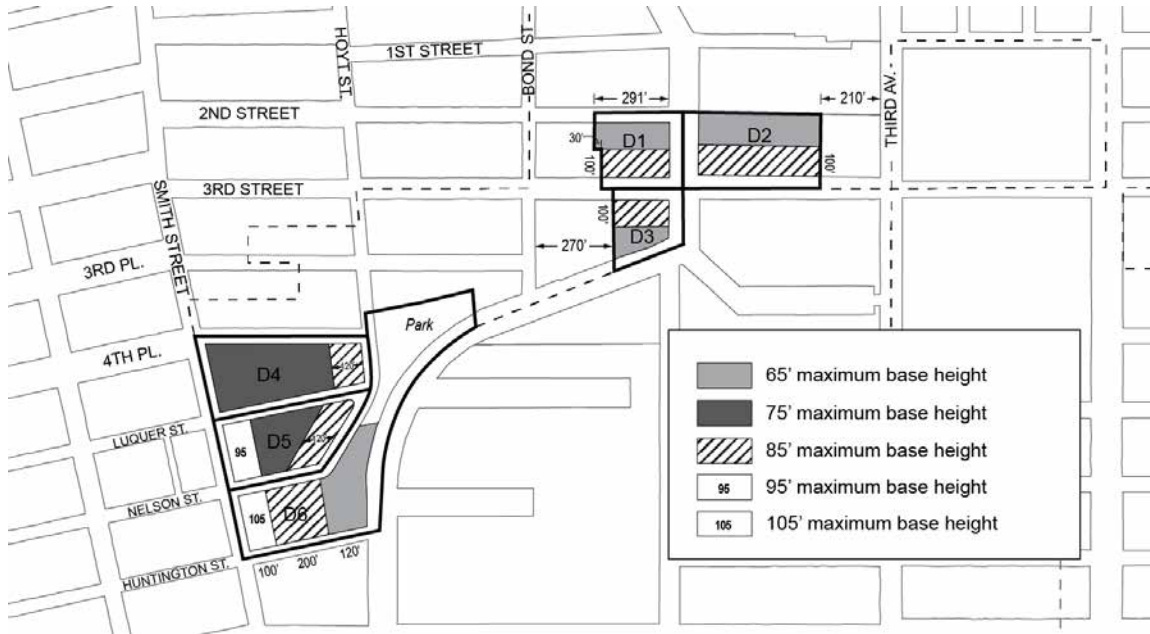 HOYT ST.
BOND ST.
1ST STREET
THIRD AV.
291'
210'
2ND STREET
30'
D1
D2
100'
100'
3RD STREET
SMITH STREET
100'
D3
270'
3RD PL.
Park
4TH PL.
D4
120'
65' maximum base height
75' maximum base height
LUQUER ST.
95
D5
120'
85' maximum base height
95
95' maximum base height
NELSON ST.
105
D6
105
105' maximum base height
HUNTINGTON ST.
100'
200'
120'